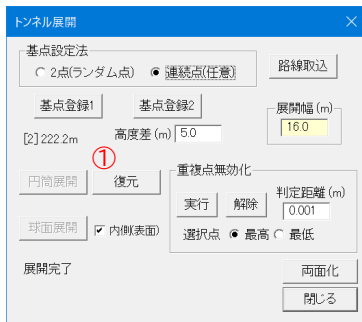 トンネル展開
基点設定法
2点(ランダム点) 連続点(任意) 路線取込
基点登録1 基点登録2 展開幅(m)
[2]222.2m 高度差(m) 5.0 16.0
①
円筒展開 復元 重複点無効化
実行 解除 判定距離(m)
0.001
球面展開 内側(表面) 選択点 最高 最低
展開完了 両面化
閉じる